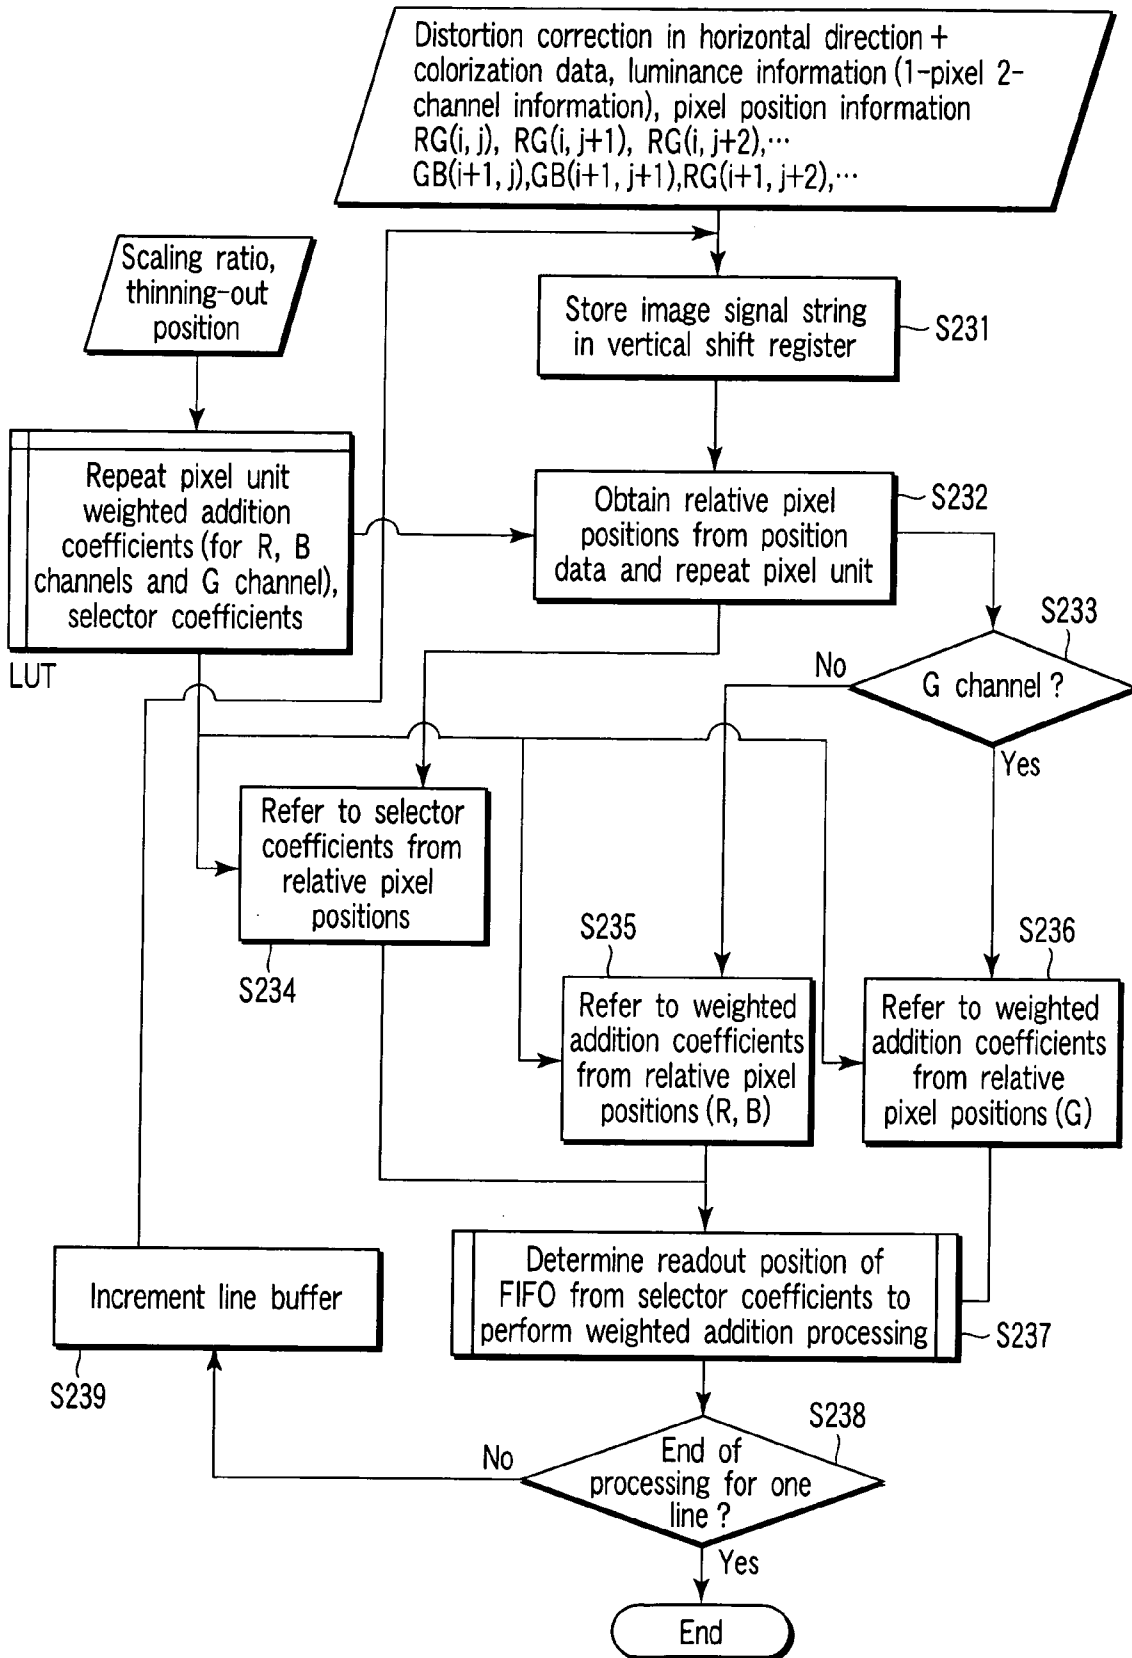 Distortion correction in horizontal direction +
colorization data, luminance information (1-pixel 2-
channel information), pixel position information
RG(i, j), RG(i, j+1), RG(i, j+2),···
GB(i+1, j),GB(i+1, j+1),RG(i+1, j+2),···
Scaling ratio,
thinning-out
position
Store image signal string
in vertical shift register
S231
Repeat pixel unit
weighted addition
coefficients (for R, B
channels and G channel),
selector coefficients
LUT
Obtain relative pixel
positions from position
data and repeat pixel unit
S232
S233
G channel ?
No
Yes
Refer to selector
coefficients from
relative pixel
positions
S234
S235
Refer to weighted
addition coefficients
from relative pixel
positions (R, B)
S236
Refer to weighted
addition coefficients
from relative
pixel positions (G)
Determine readout position of
FIFO from selector coefficients to
perform weighted addition processing
S237
Increment line buffer
S239
S238
End of
processing for one
line ?
No
Yes
End